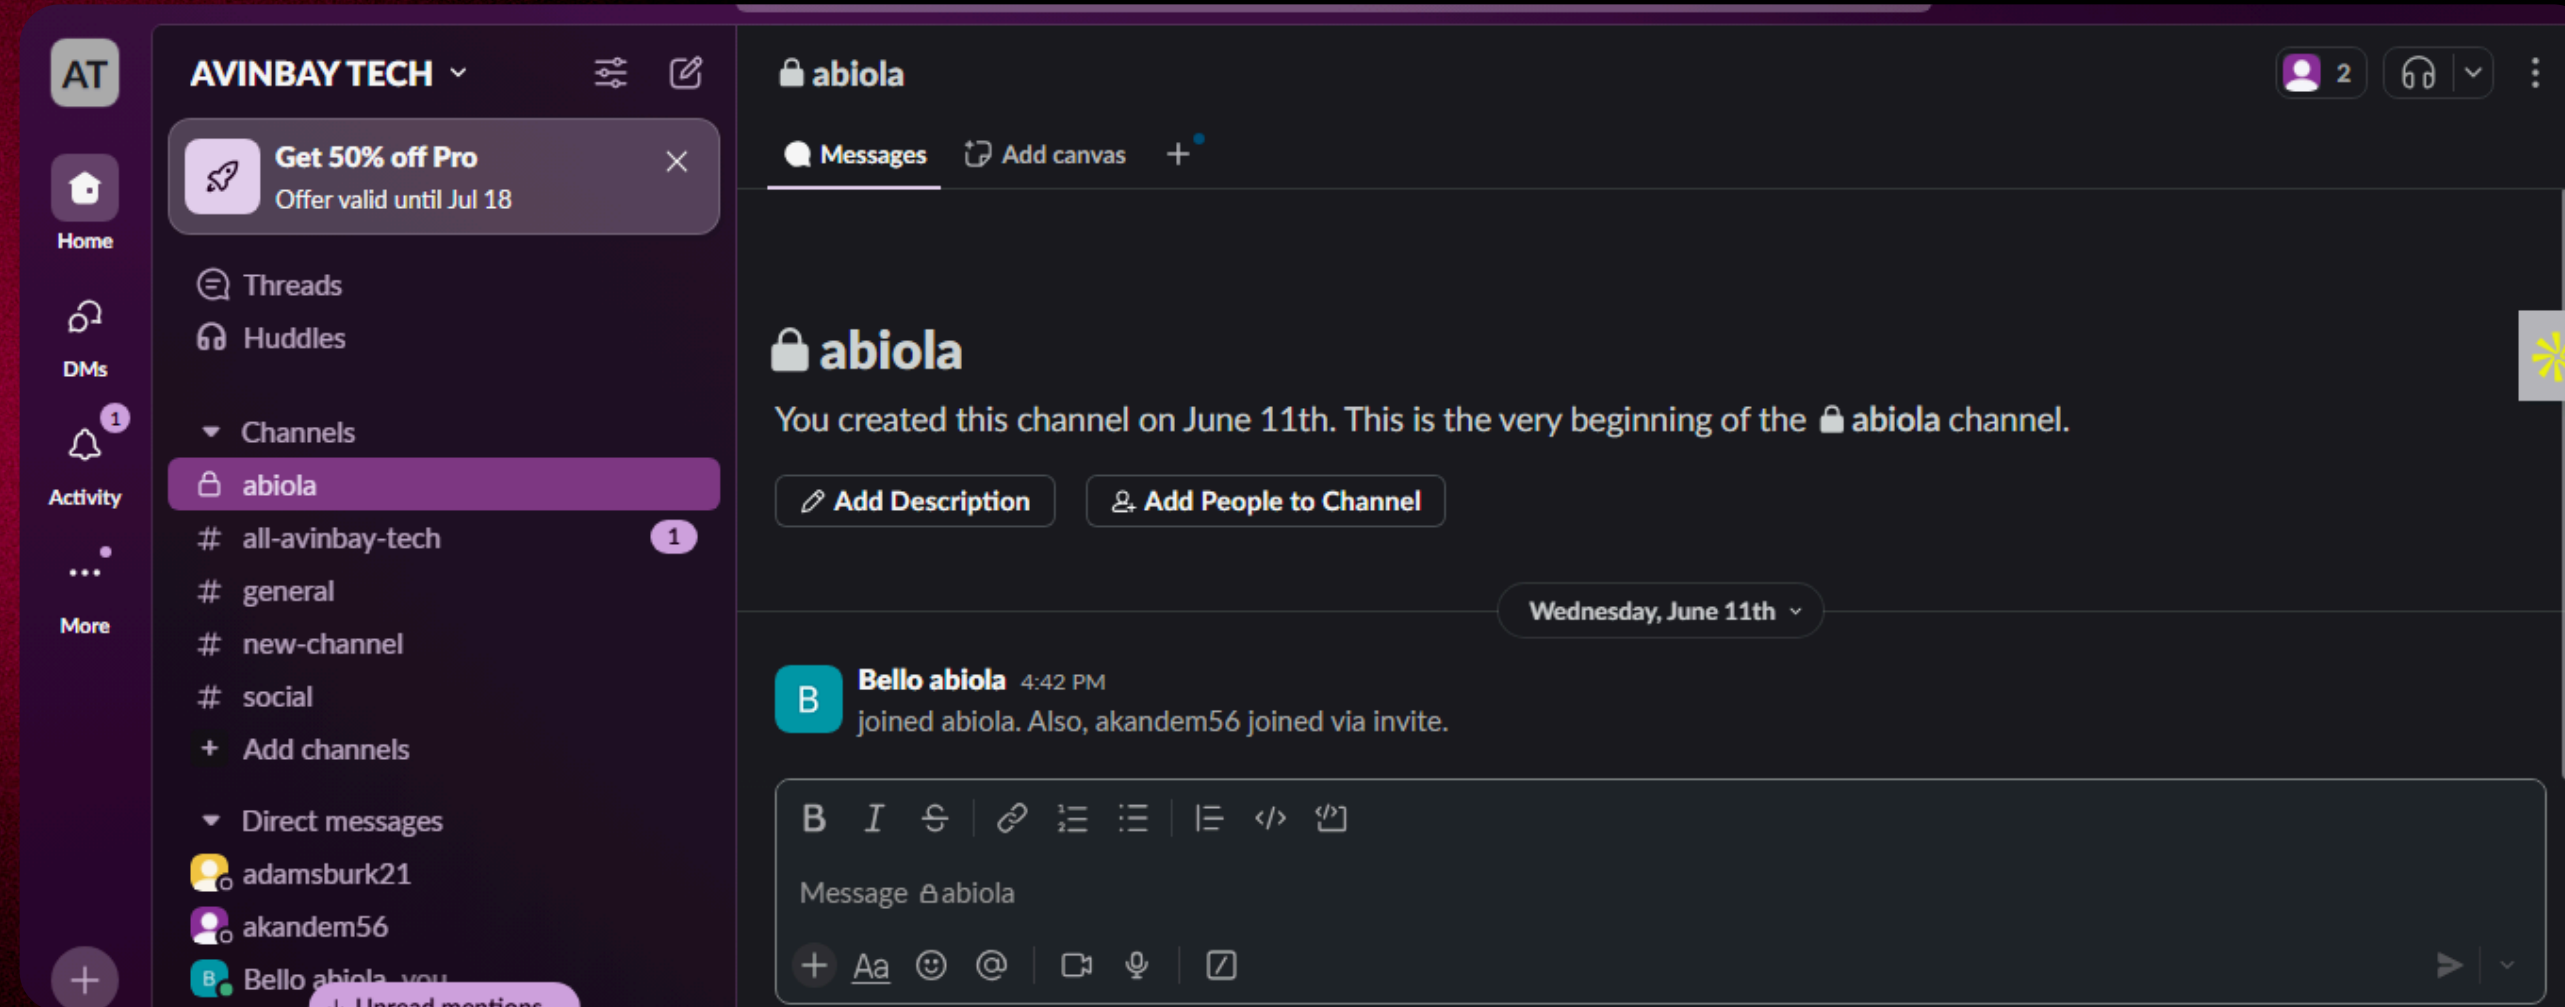 AT
Home
DMs
1
Activity
More
AVINBAY TECH
Get 50% off Pro
Offer valid until Jul 18
Threads
Huddles
Channels
abiola
# all-avinbay-tech 1
# general
# new-channel
# social
+ Add channels
Direct messages
adamsburk21
akandem56
B Bello abiola you
Unread mentions
abiola
2
Messages
Add canvas
abiola
You created this channel on June 11th. This is the very beginning of the abiola channel.
Add Description
Add People to Channel
Wednesday, June 11th
B
Bello abiola 4:42 PM
joined abiola. Also, akandem56 joined via invite.
Message abiola
Aa